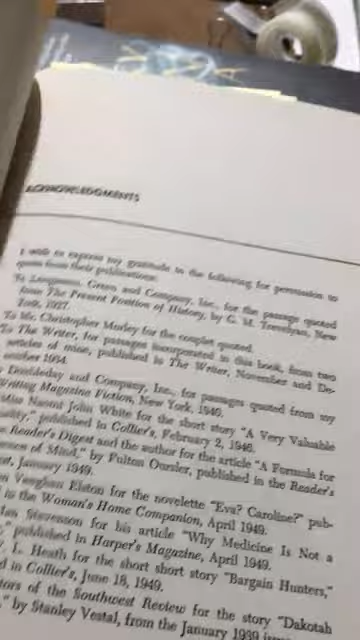 ACKNOWLEDGMENTS
I wish to express my gratitude to the following for permission to
quote from their publications:
To Longmans, Green and Company, Inc., for the passage quoted
from The Present Position of History, by G. M. Trevelyan, New
York, 1927.
To Mr. Christopher Morley for the couplet quoted.
To The Writer, for passages incorporated in this book, from two
articles of mine, published in The Writer, November and De-
1934.
Doubleday and Company, Inc., for passages quoted from my
Writing Magazine Fiction, New York, 1940.
Miss Naomi John White for the short story "A Very Valuable
" published in Collier's, February 2, 1946.
Reader's Digest and the author for the article "A Formula for
of Mind," by Fulton Oursler, published in the Reader's
January 1949.
Vaughan Elston for the novelette "Eva? Caroline?" pub-
in the Woman's Home Companion, April 1949.
Stevenson for his article "Why Medicine Is Not a
," published in Harper's Magazine, April 1949.
L. Heath for the short short story "Bargain Hunters,"
in Collier's, June 18, 1949.
of the Southwest Review for the story "Dakotah
," by Stanley Vestal, from the January 1939